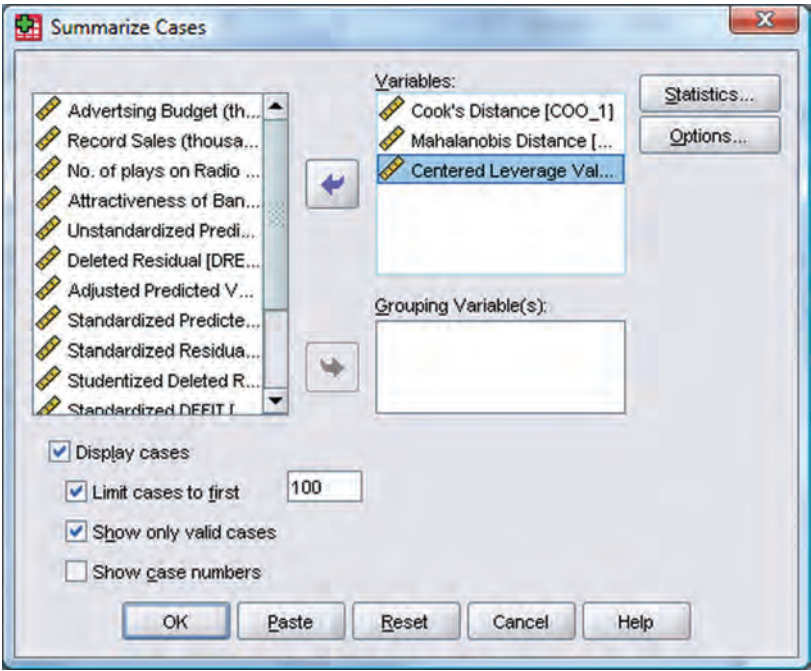 Summarize Cases
Advertsing Budget (th...
Record Sales (thousa...
No. of plays on Radio ...
Attractiveness of Ban...
Unstandardized Predi...
Deleted Residual [DRE...
Adjusted Predicted V...
Standardized Predicte...
Standardized Residua...
Studentized Deleted R...
Standardized DFFIT [
Variables:
Cook's Distance [COO_1]
Mahalanobis Distance [...
Centered Leverage Val...
Grouping Variable(s):
Statistics...
Options...
Display cases
Limit cases to first 100
Show only valid cases
Show case numbers
OK Paste Reset Cancel Help